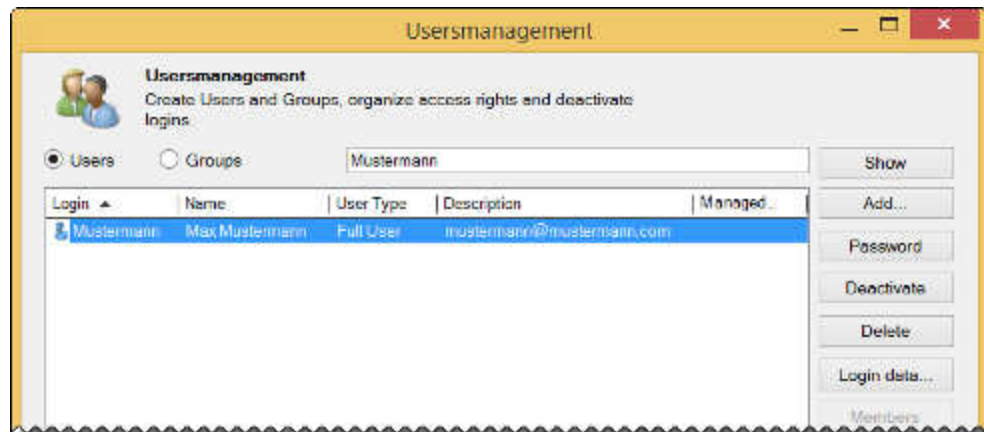 Usersmanagement
Usersmanagement
Create Users and Groups, organize access rights and deactivate
logins.
Users Groups Mustermann Show
Login Name User Type Description Managed... Add...
Mustermann Max Mustermann Full User mustermann@mustermann.com
Password
Deactivate
Delete
Login data...
Members